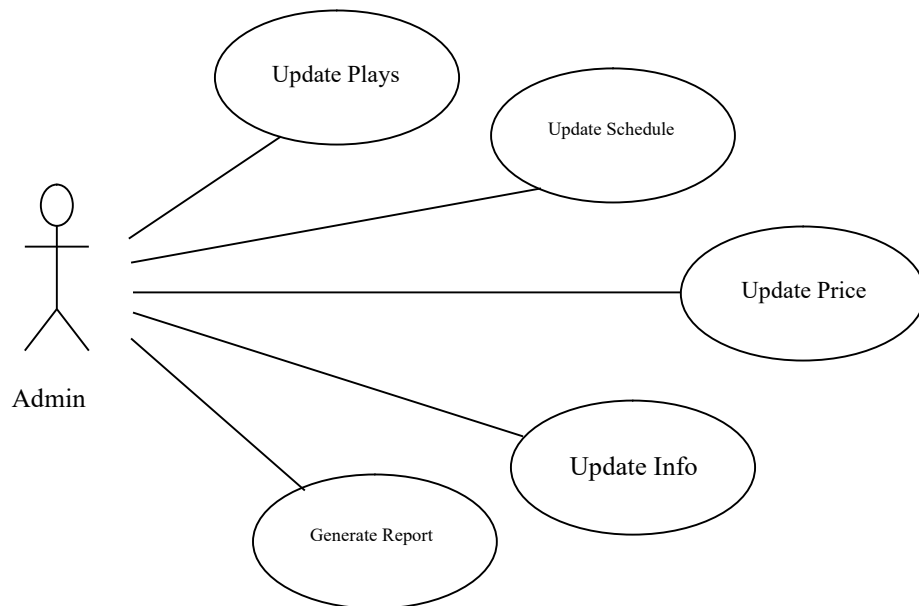 Update Plays
Update Schedule
Update Price
Admin
Update Info
Generate Report